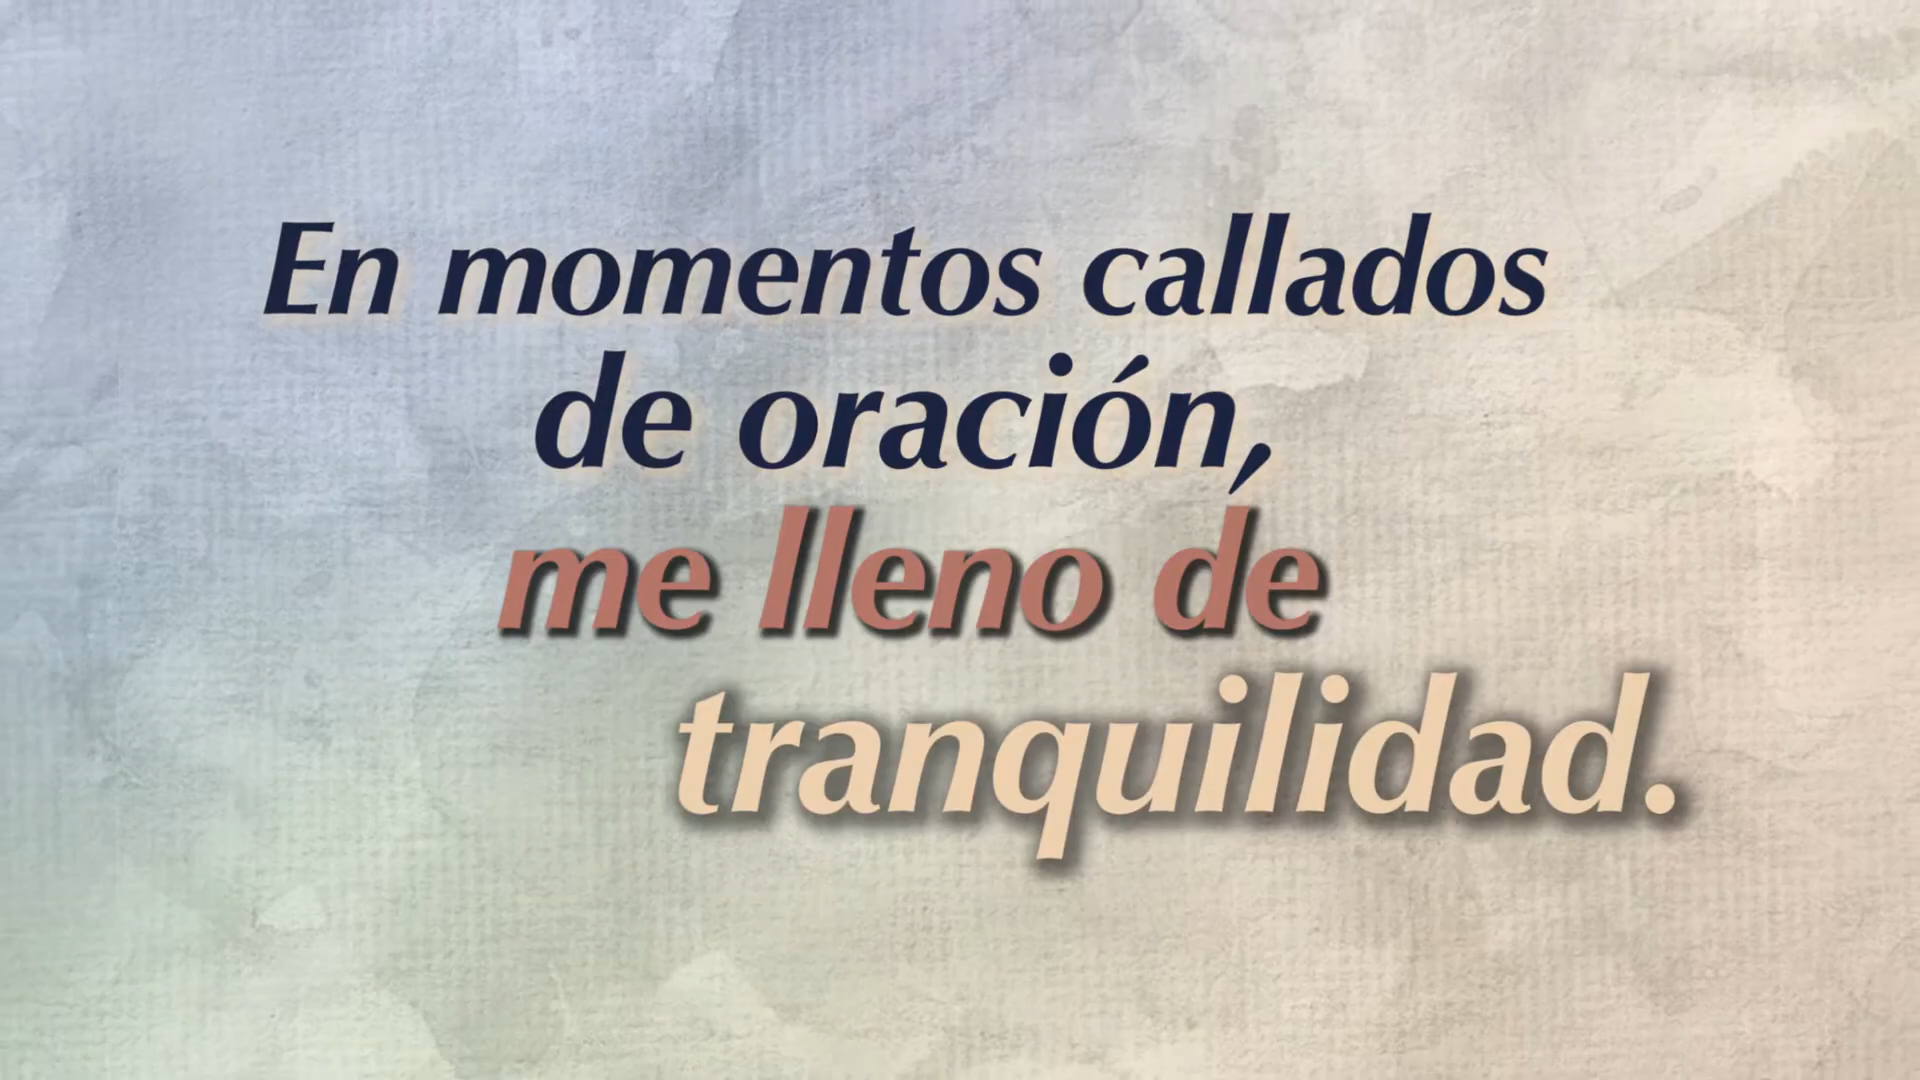 En momentos callados
de oración,
me lleno de
tranquilidad.